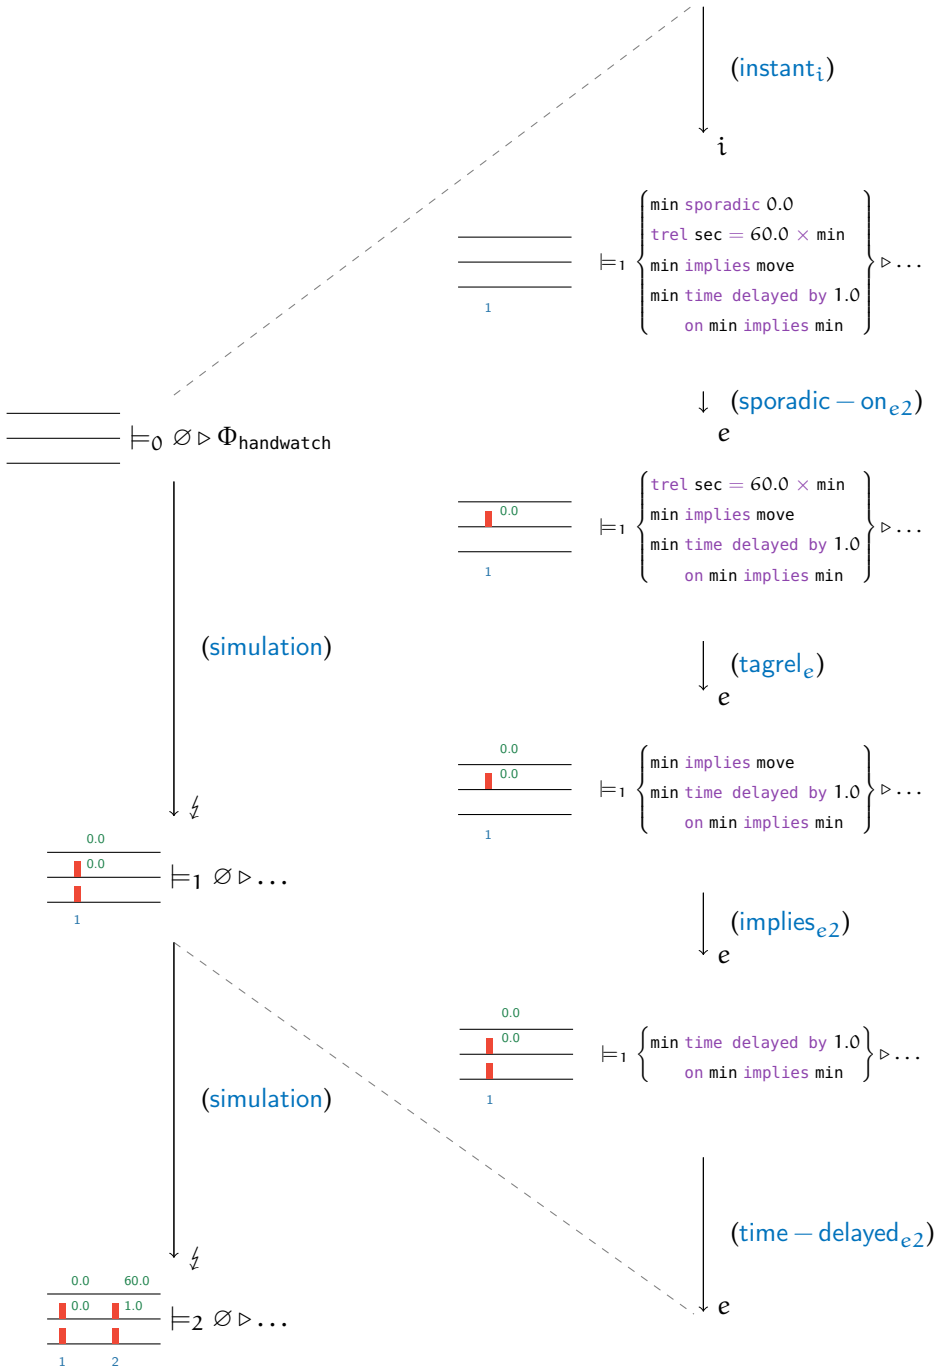 (instant_i)
i
min sporadic 0.0
trel sec = 60.0 × min
min implies move
min time delayed by 1.0
on min implies min
⊨₁ ▷ ...
1
(sporadic − on_e2)
e
⊨₀ ∅ ▷ Φ_handwatch
trel sec = 60.0 × min
0.0
min implies move
⊨₁ ▷ ...
min time delayed by 1.0
1
on min implies min
(simulation)
(tagrel_e)
e
0.0
min implies move
0.0
⊨₁ min time delayed by 1.0 ▷ ...
on min implies min
1
↯
0.0
0.0
⊨₁ ∅ ▷ ...
1
(implies_e2)
e
0.0
0.0
⊨₁ min time delayed by 1.0 ▷ ...
on min implies min
1
(simulation)
(time − delayed_e2)
↯
e
0.0 60.0
0.0 1.0
⊨₂ ∅ ▷ ...
1 2